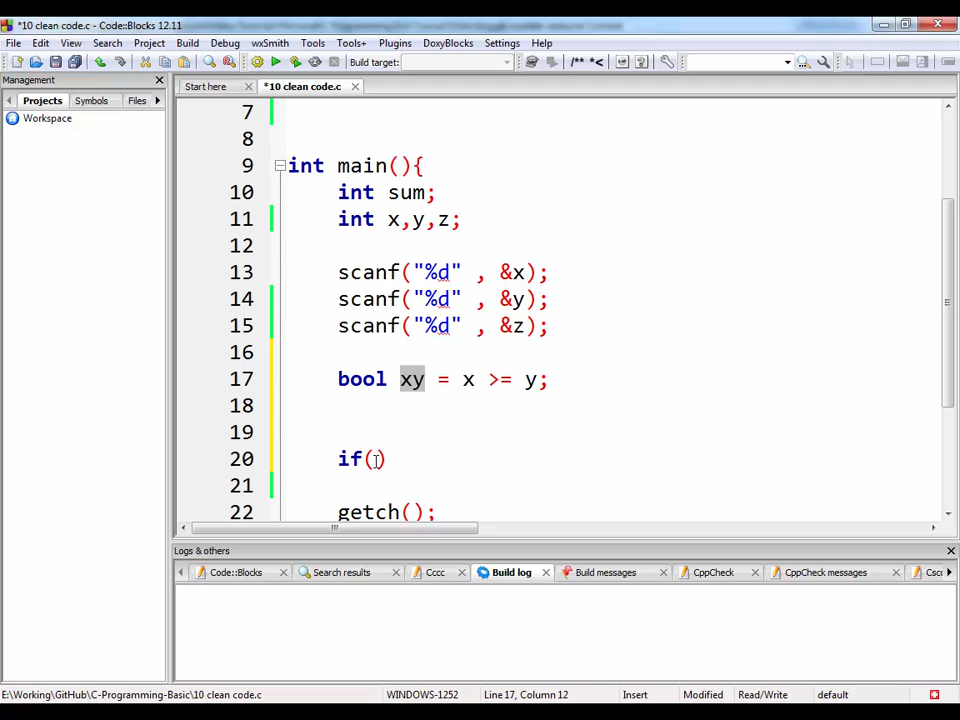 *10 clean code.c - Code::Blocks 12.11
File Edit View Search Project Build Debug wxSmith Tools Tools+ Plugins DoxyBlocks Settings Help
Build target:
/** *<
Management
Start here *10 clean code.c
Projects Symbols Files
Workspace
7
8
9 int main(){
10 int sum;
11 int x,y,z;
12
13 scanf("%d" , &x);
14 scanf("%d" , &y);
15 scanf("%d" , &z);
16
17 bool xy = x >= y;
18
19
20 if()
21
22 getch();
Logs & others
Code::Blocks Search results Cccc Build log Build messages CppCheck CppCheck messages Csco
E:\Working\GitHub\C-Programming-Basic\10 clean code.c WINDOWS-1252 Line 17, Column 12 Insert Modified Read/Write default